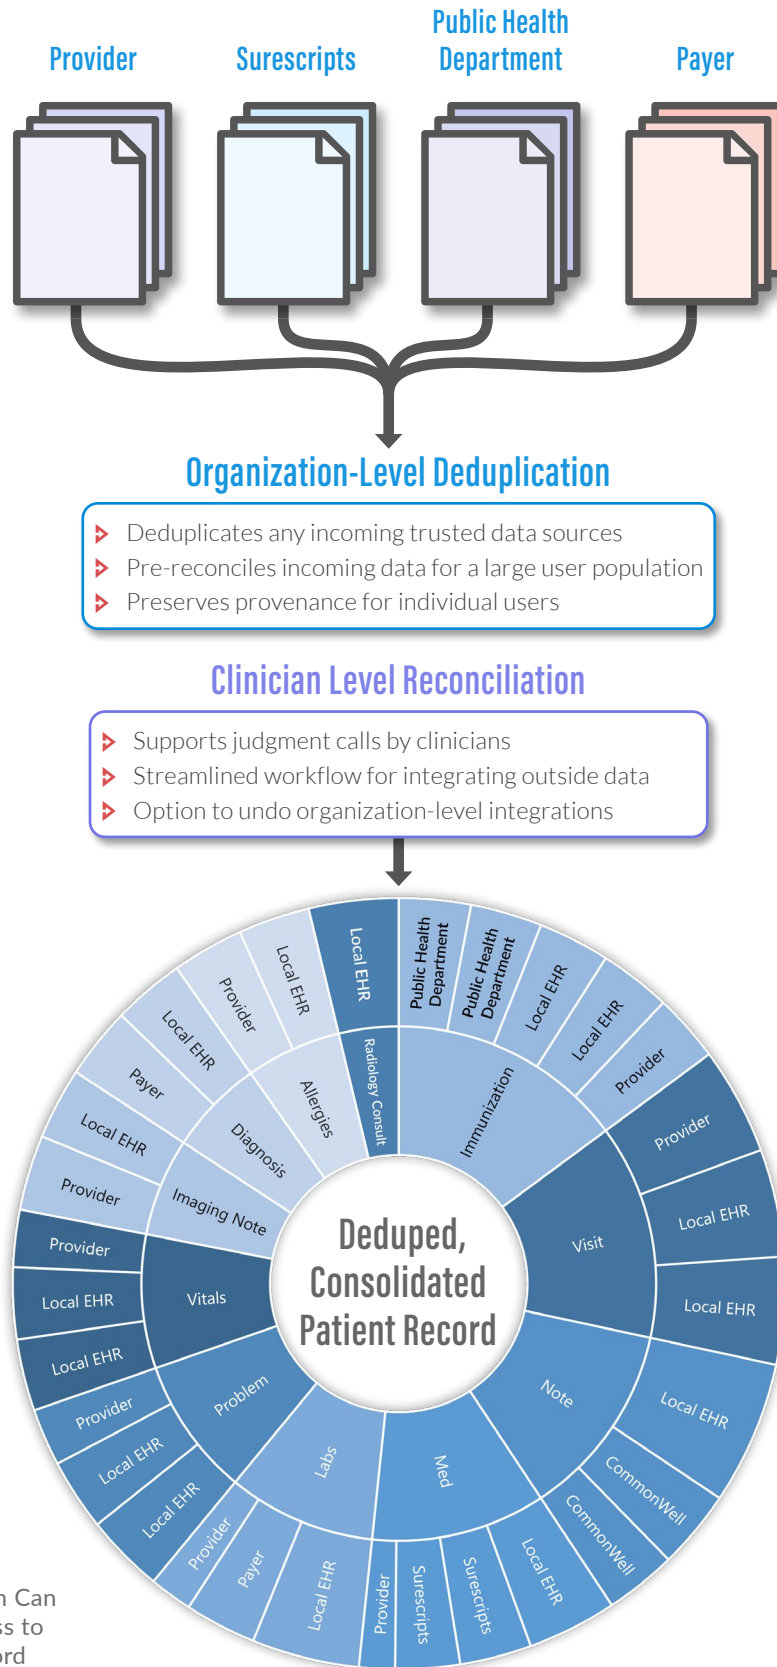 Provider
Surescripts
Public Health
Department
Payer
Organization-Level Deduplication
Deduplicates any incoming trusted data sources
Pre-reconciles incoming data for a large user population
Preserves provenance for individual users
Clinician Level Reconciliation
Supports judgment calls by clinicians
Streamlined workflow for integrating outside data
Option to undo organization-level integrations
Deduped,
Consolidated
Patient Record
Immunization
Public Health
Department
Public Health
Department
Local EHR
Local EHR
Provider
Visit
Provider
Local EHR
Local EHR
Note
Local EHR
CommonWell
CommonWell
Med
Local EHR
Surescripts
Surescripts
Provider
Labs
Local EHR
Payer
Provider
Problem
Local EHR
Local EHR
Provider
Vitals
Local EHR
Local EHR
Provider
Imaging Note
Provider
Local EHR
Diagnosis
Payer
Local EHR
Allergies
Provider
Local EHR
Radiology Consult
Local EHR
Can
to